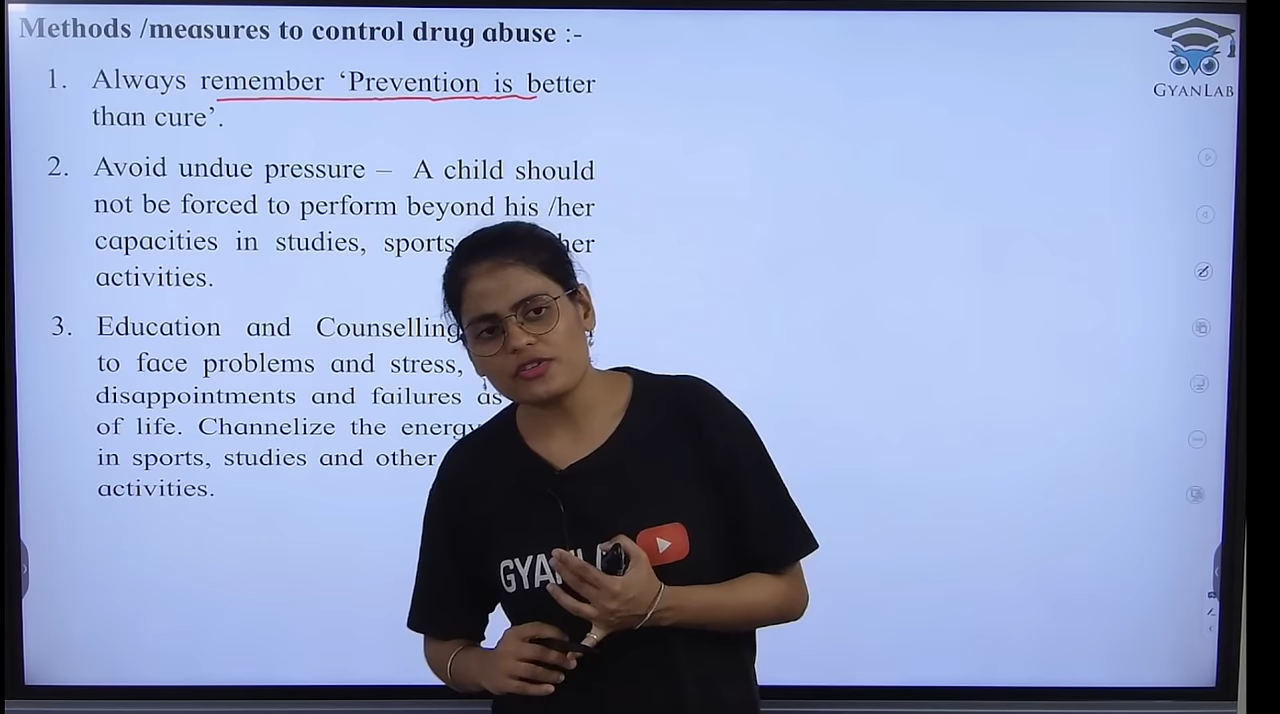 Methods /measures to control drug abuse :-
1. Always remember ‘Prevention is better
than cure’.
2. Avoid undue pressure – A child should
not be forced to perform beyond his /her
capacities in studies, sports
activities.
3. Education and Counselling
to face problems and stress,
disappointments and failures as
of life. Channelize the energy
in sports, studies and other
activities.
GYANLAB
GYA